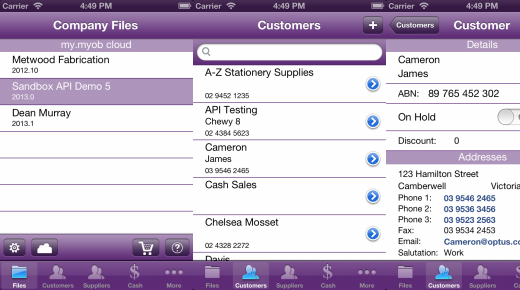 Carrier 4:49 PM
Company Files
my.myob cloud
Metwood Fabrication
2012.10
Sandbox API Demo 5
2013.0
Dean Murray
2013.1
Files Customers Suppliers Cash More
Carrier 4:49 PM
Customers
A-Z Stationery Supplies
02 9452 1235
API Testing
Chewy 8
02 4384 5623
Cameron
James
03 9546 2465
Cash Sales
Chelsea Mosset
02 4328 2272
Davis
Files Customers Suppliers Cash More
Carrier 4:49 PM
Customers Customer
Details
Cameron
James
ABN: 89 765 452 302
On Hold
Discount: 0
Addresses
123 Hamilton Street
Camberwell Victoria
Phone 1: 03 9546 2465
Phone 2: 03 9536 3456
Phone 3: 03 9523 2563
Fax: 03 9534 2453
Email: Cameron@optus.c
Salutation: Work
Files Customers Suppliers